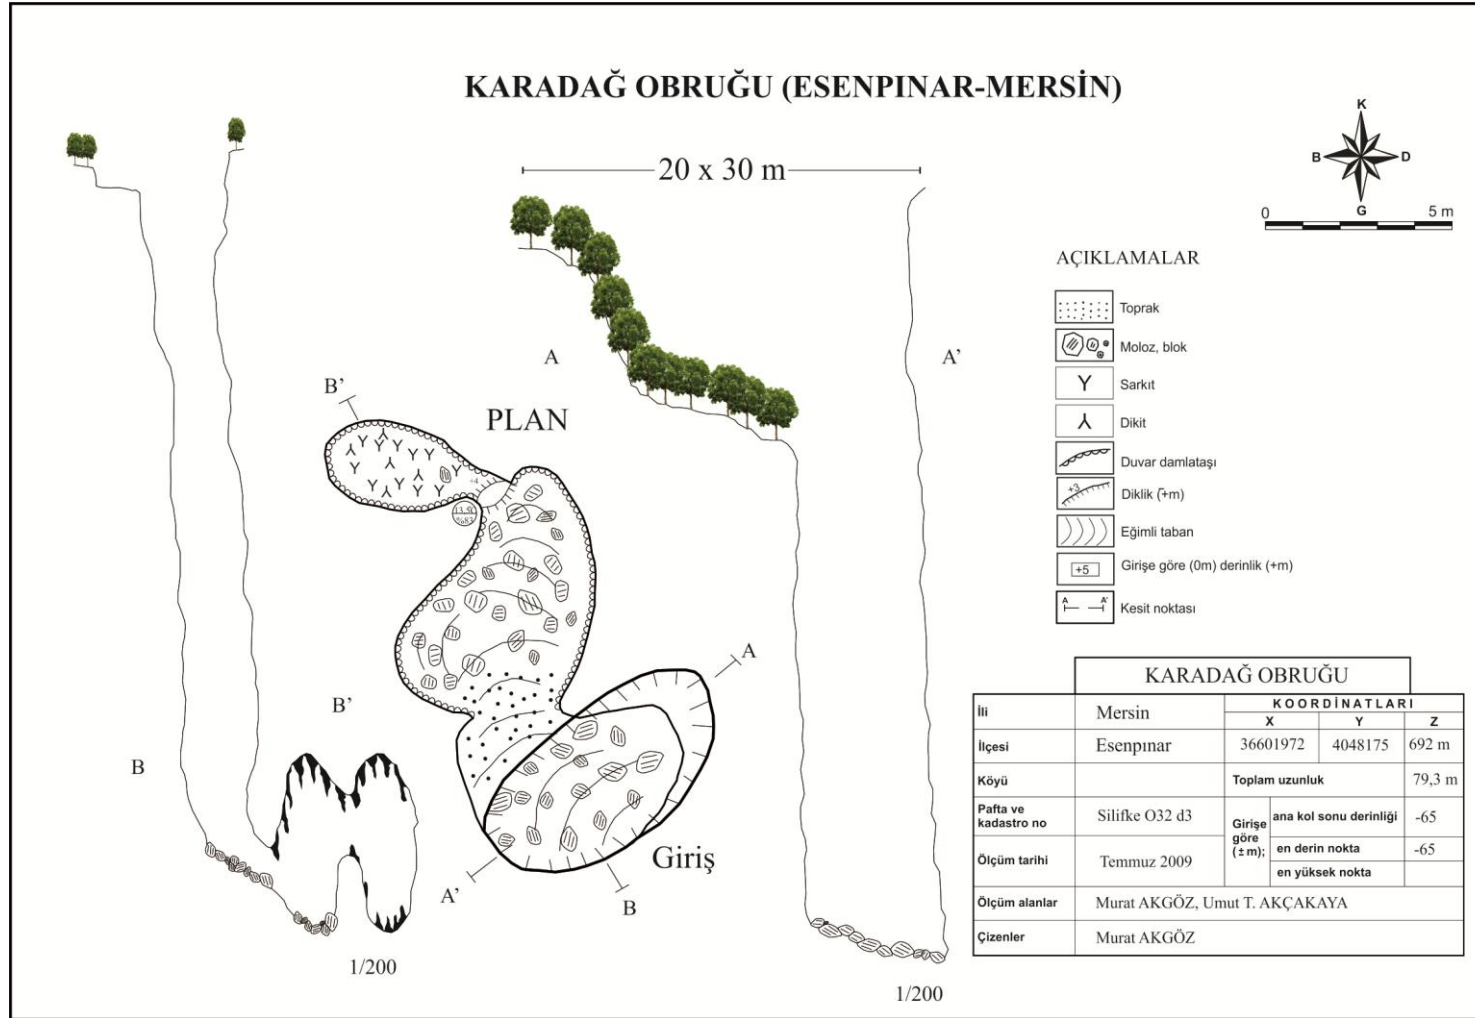 KARADAĞ OBRUĞU (ESENPINAR-MERSİN)
K
B D
G
0 5 m
20 x 30 m
A
A'
B'
PLAN
+4
A
B'
B
Giriş
A'
B
1/200
1/200
AÇIKLAMALAR
Toprak
Moloz, blok
Sarkıt
Dikit
Duvar damlataşı
+3 Diklik (+m)
Eğimli taban
+5 Girişe göre (0m) derinlik (+m)
A A' Kesit noktası
KARADAĞ OBRUĞU
İli Mersin KOORDİNATLARI
X Y Z
İlçesi Esenpınar 36601972 4048175 692 m
Köyü Toplam uzunluk 79,3 m
Pafta ve kadastro no Silifke O32 d3
Girişe göre (±m); ana kol sonu derinliği -65
Ölçüm tarihi Temmuz 2009 en derin nokta -65
en yüksek nokta
Ölçüm alanlar Murat AKGÖZ, Umut T. AKÇAKAYA
Çizenler Murat AKGÖZ